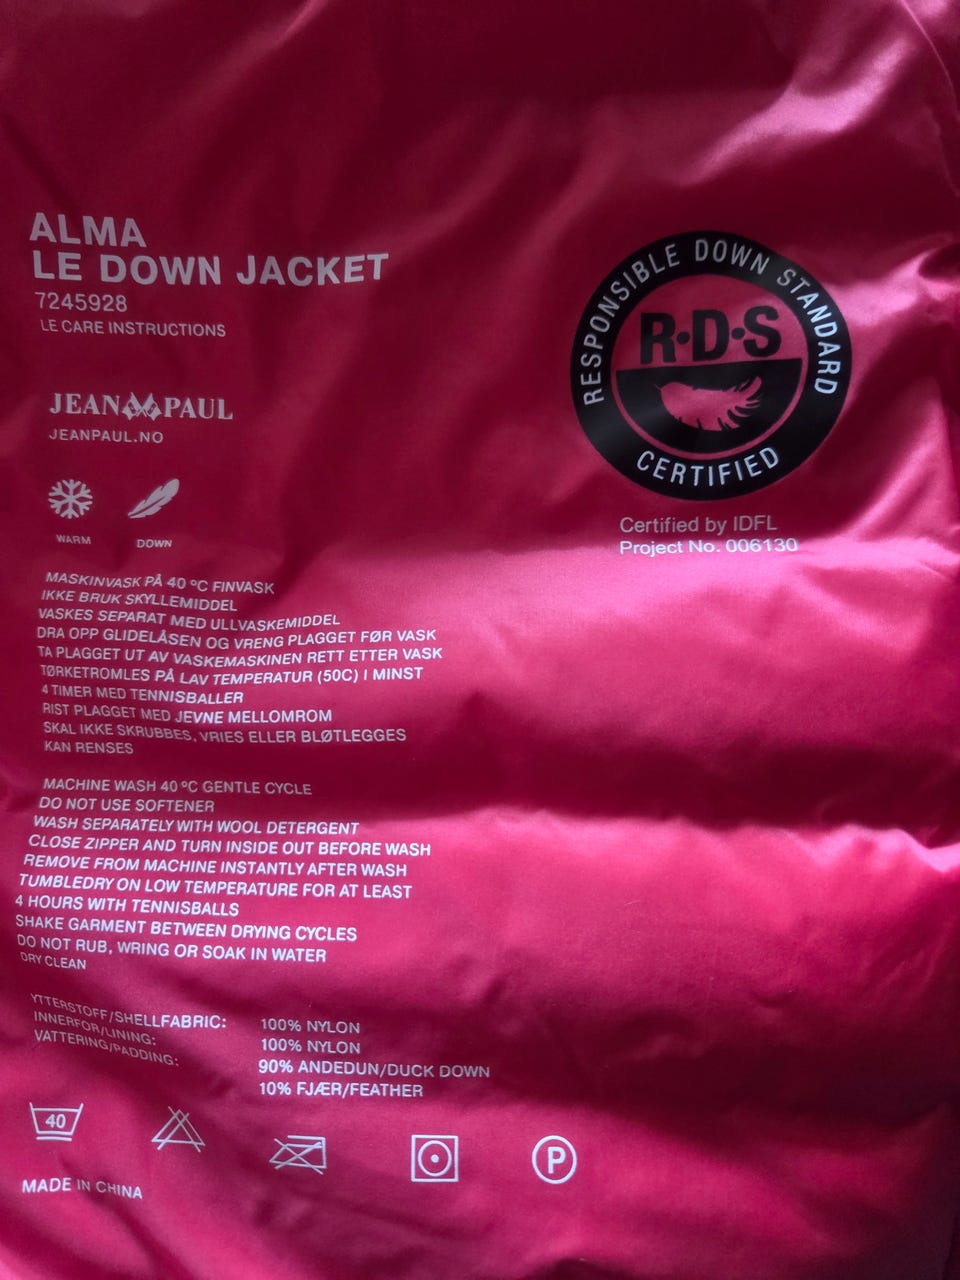 ALMA
LE DOWN JACKET
7245928
LE CARE INSTRUCTIONS
JEAN PAUL
JEANPAUL.NO
WARM
DOWN
RESPONSIBLE DOWN STANDARD
R·D·S
CERTIFIED
Certified by IDFL
Project No. 006130
MASKINVASK PÅ 40 ºC FINVASK
IKKE BRUK SKYLLEMIDDEL
VASKES SEPARAT MED ULLVASKEMIDDEL
DRA OPP GLIDELÅSEN OG VRENG PLAGGET FØR VASK
TA PLAGGET UT AV VASKEMASKINEN RETT ETTER VASK
TØRKETROMLES PÅ LAV TEMPERATUR (50C) I MINST
4 TIMER MED TENNISBALLER
RIST PLAGGET MED JEVNE MELLOMROM
SKAL IKKE SKRUBBES, VRIES ELLER BLØTLEGGES
KAN RENSES
MACHINE WASH 40 ºC GENTLE CYCLE
DO NOT USE SOFTENER
WASH SEPARATELY WITH WOOL DETERGENT
CLOSE ZIPPER AND TURN INSIDE OUT BEFORE WASH
REMOVE FROM MACHINE INSTANTLY AFTER WASH
TUMBLEDRY ON LOW TEMPERATURE FOR AT LEAST
4 HOURS WITH TENNISBALLS
SHAKE GARMENT BETWEEN DRYING CYCLES
DO NOT RUB, WRING OR SOAK IN WATER
DRY CLEAN
YTTERSTOFF/SHELLFABRIC: 100% NYLON
INNERFOR/LINING: 100% NYLON
VATTERING/PADDING: 90% ANDEDUN/DUCK DOWN
10% FJÆR/FEATHER
40
P
MADE IN CHINA